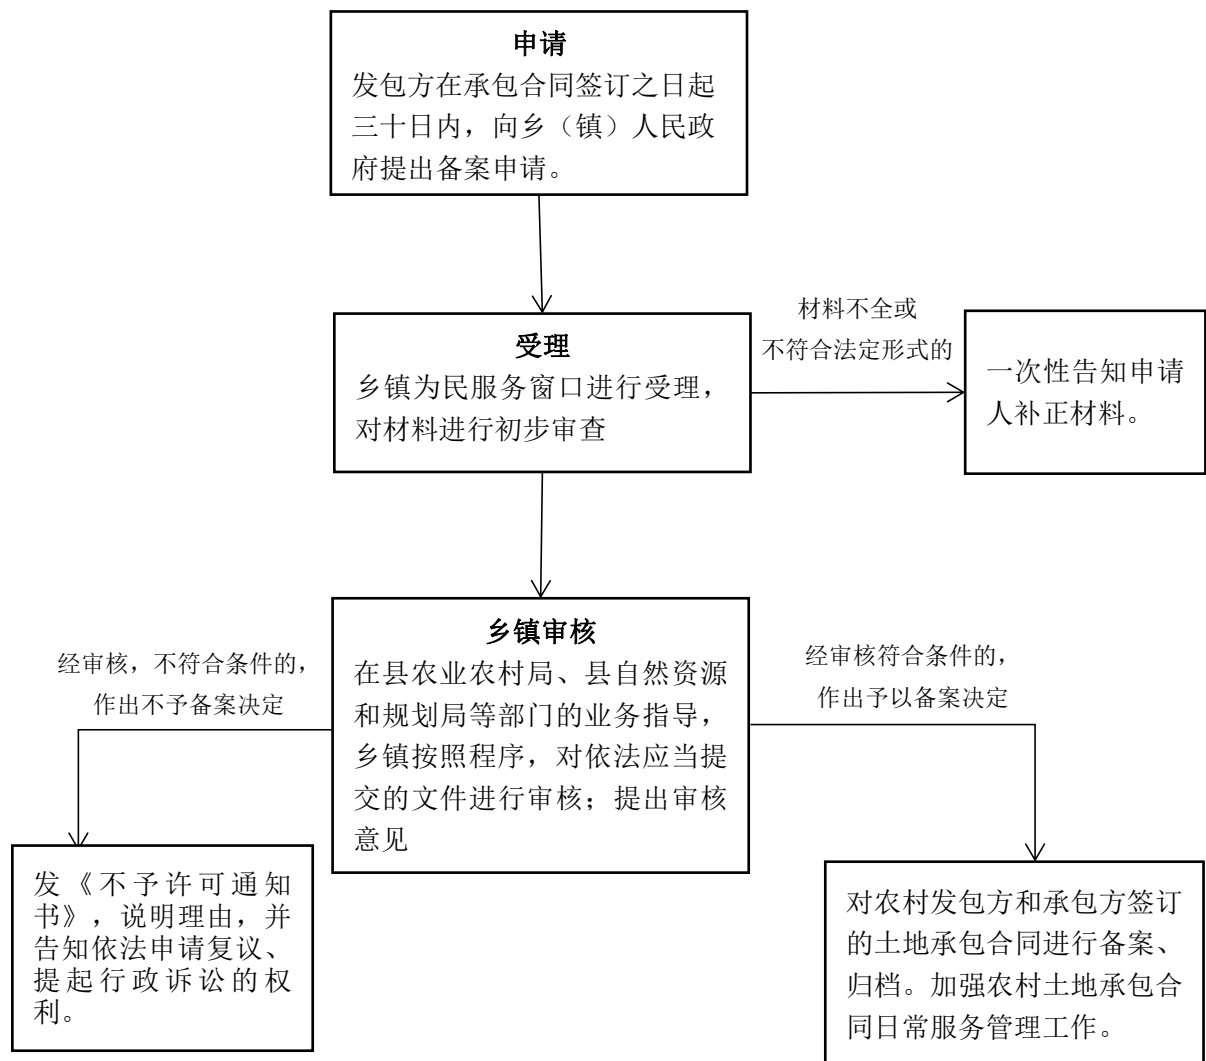 申请
发包方在承包合同签订之日起
三十日内，向乡（镇）人民政
府提出备案申请。
受理
乡镇为民服务窗口进行受理，
对材料进行初步审查
材料不全或
不符合法定形式的
一次性告知申请
人补正材料。
乡镇审核
在县农业农村局、县自然资源
和规划局等部门的业务指导，
乡镇按照程序，对依法应当提
交的文件进行审核；提出审核
意见
经审核，不符合条件的，
作出不予备案决定
经审核符合条件的，
作出予以备案决定
发《不予许可通知
书》，说明理由，并
告知依法申请复议、
提起行政诉讼的权
利。
对农村发包方和承包方签订
的土地承包合同进行备案、
归档。加强农村土地承包合
同日常服务管理工作。